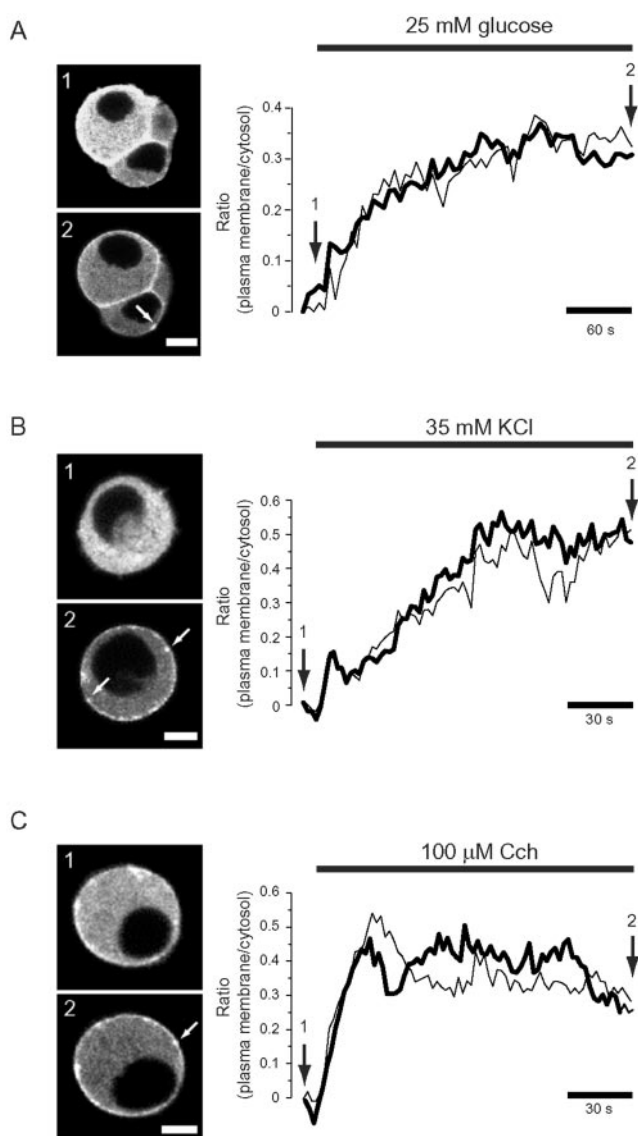 A
25 mM glucose
1
2
Ratio
(plasma membrane/cytosol)
0.4
0.3
0.2
0.1
0
1
2
60 s
B
35 mM KCl
1
2
Ratio
(plasma membrane/cytosol)
0.6
0.5
0.4
0.3
0.2
0.1
0
1
2
30 s
C
100 μM Cch
1
2
Ratio
(plasma membrane/cytosol)
0.6
0.5
0.4
0.3
0.2
0.1
0
1
2
30 s